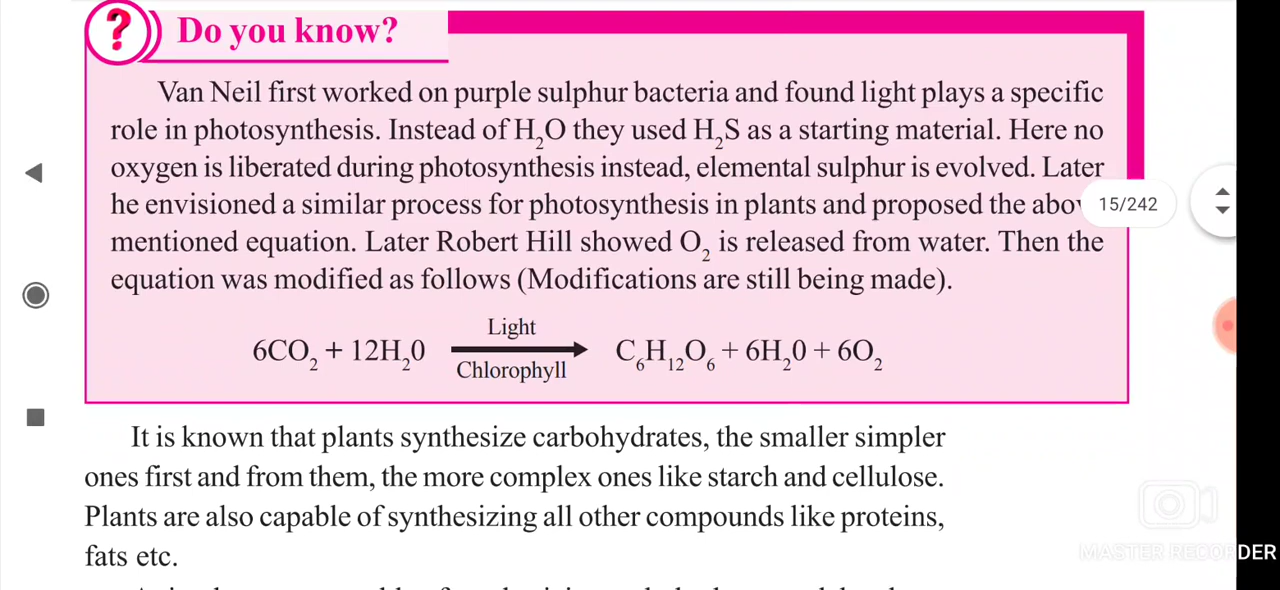 ? Do you know?
Van Neil first worked on purple sulphur bacteria and found light plays a specific
role in photosynthesis. Instead of H₂O they used H₂S as a starting material. Here no
oxygen is liberated during photosynthesis instead, elemental sulphur is evolved. Later
he envisioned a similar process for photosynthesis in plants and proposed the abov
15/242
mentioned equation. Later Robert Hill showed O₂ is released from water. Then the
equation was modified as follows (Modifications are still being made).
Light
6CO₂ + 12H₂0 → C₆H₁₂O₆ + 6H₂0 + 6O₂
Chlorophyll
It is known that plants synthesize carbohydrates, the smaller simpler
ones first and from them, the more complex ones like starch and cellulose.
Plants are also capable of synthesizing all other compounds like proteins,
fats etc.
MASTER RECORDER